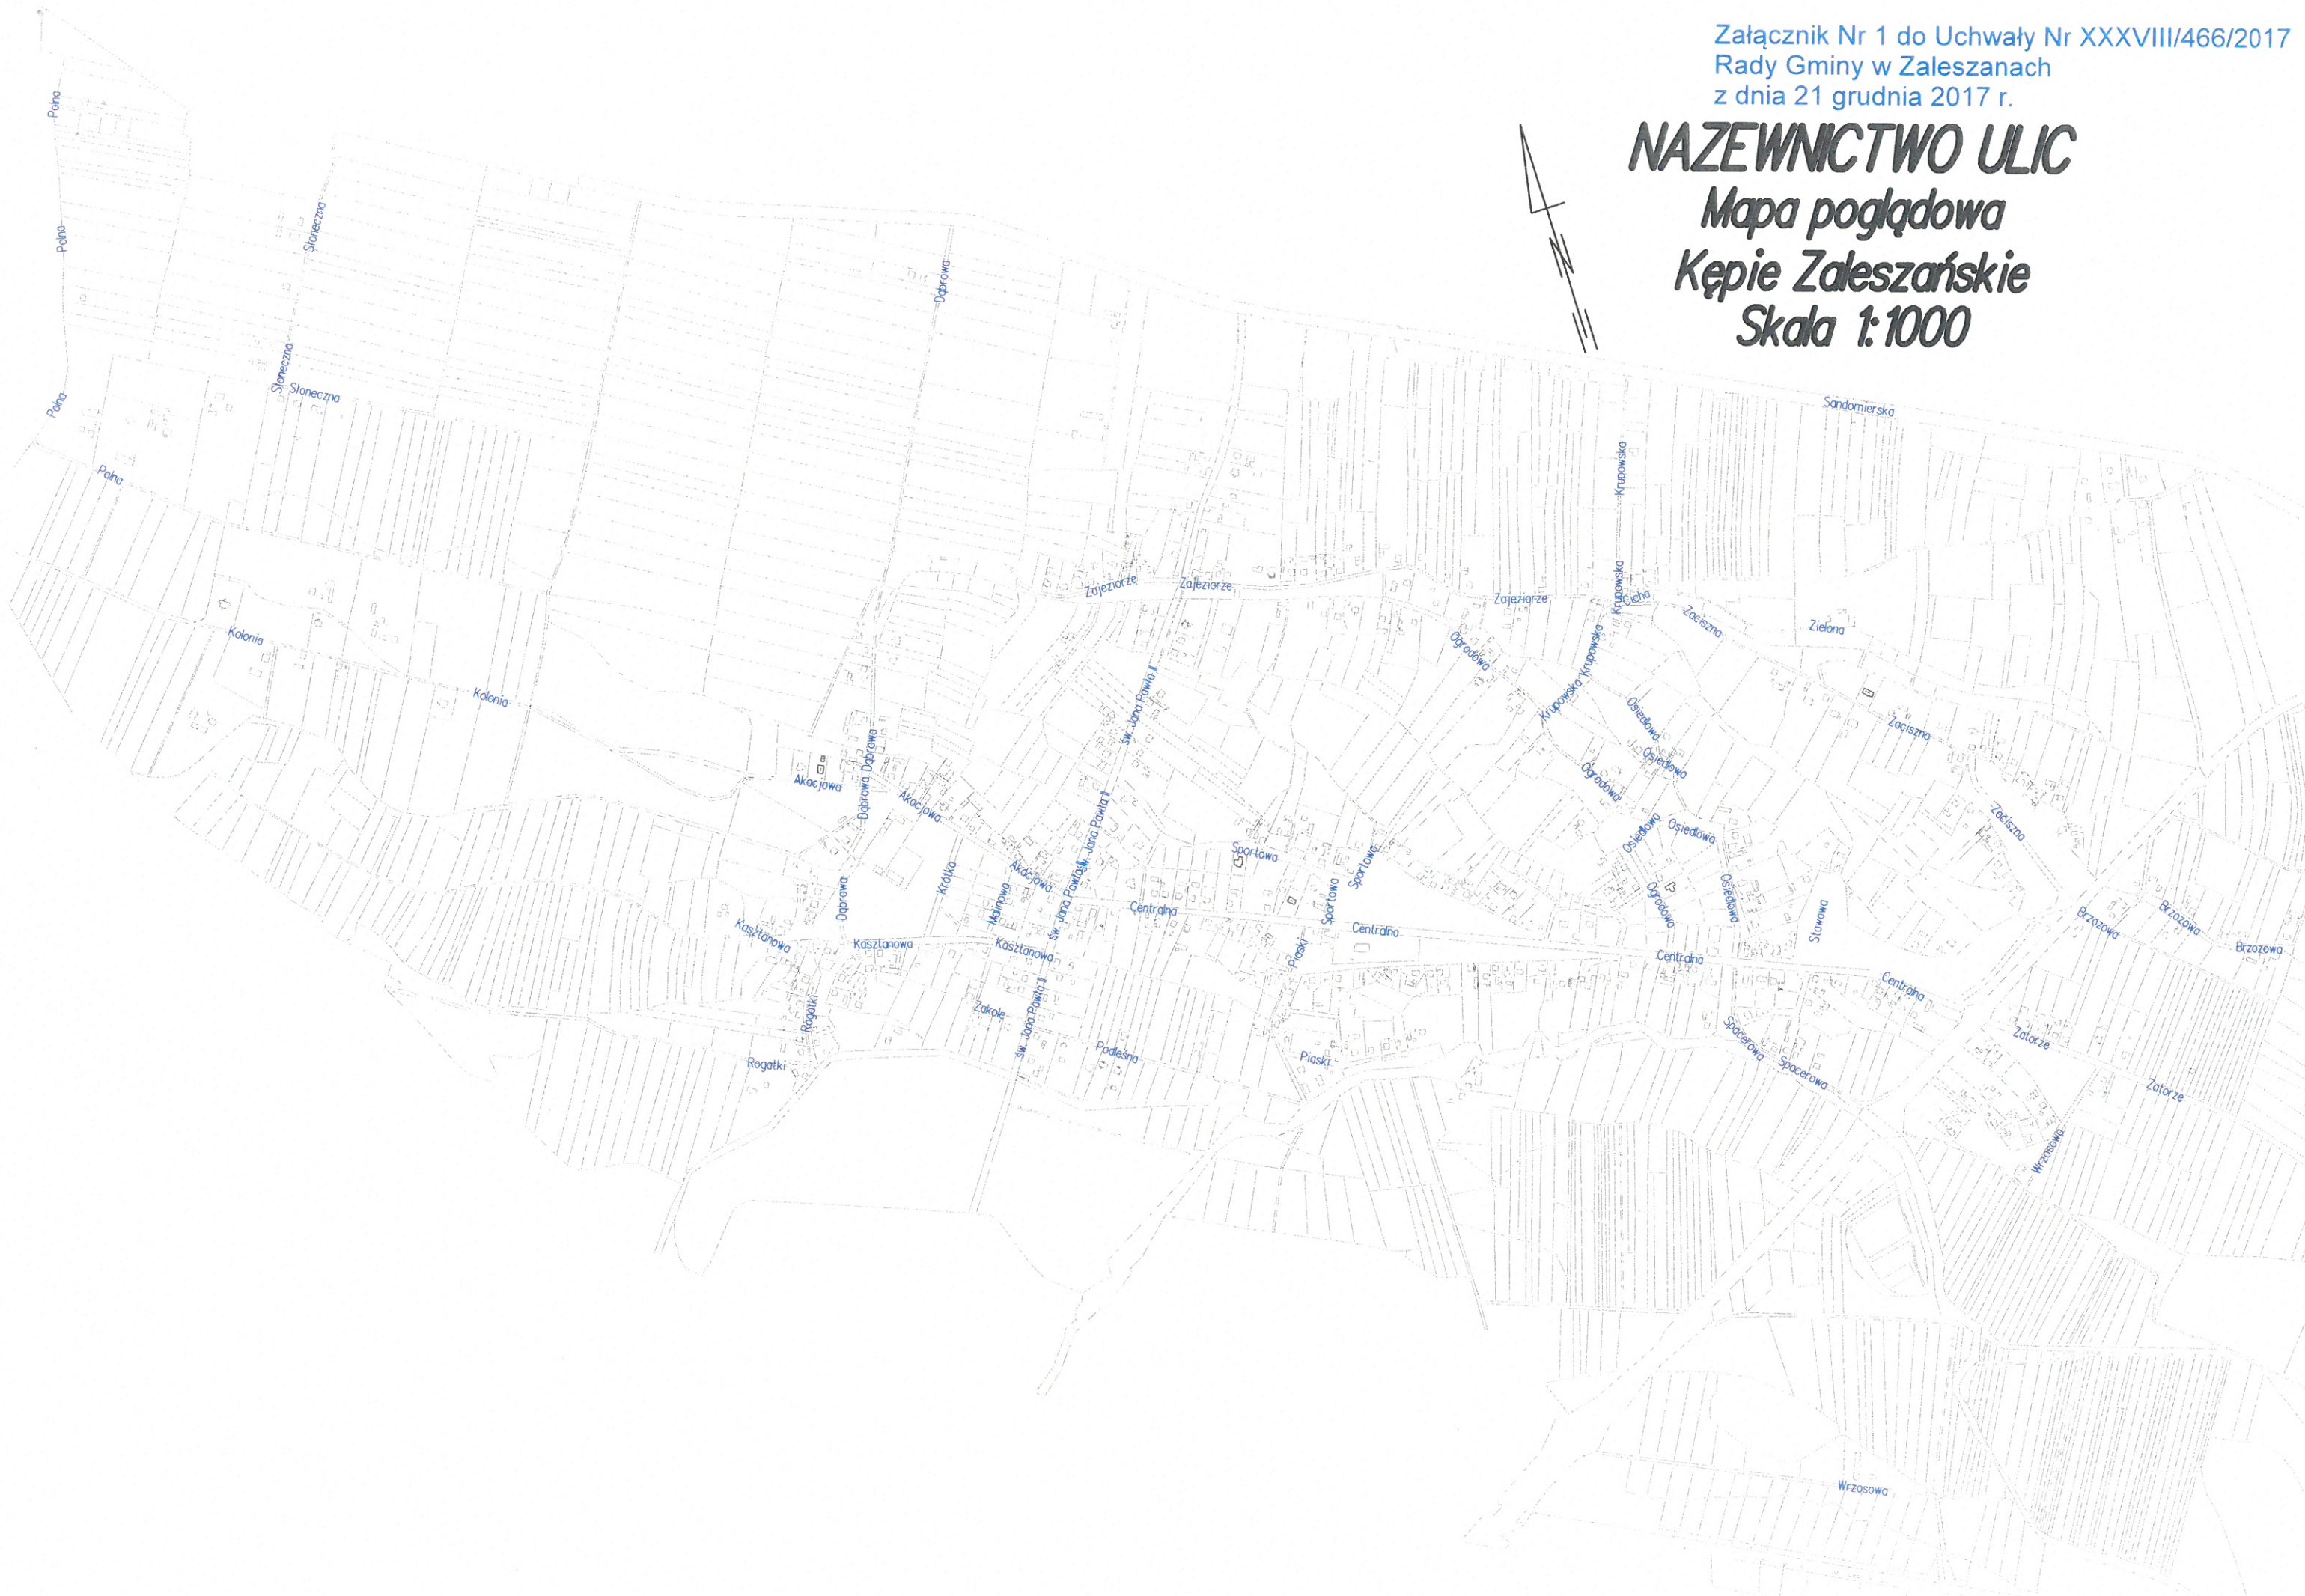 Załącznik Nr 1 do Uchwały Nr XXXVIII/466/2017
Rady Gminy w Zaleszanach
z dnia 21 grudnia 2017 r.
NAZEWNICTWO ULIC
Mapa poglądowa
Kępie Zaleszańskie
Skala 1:1000
N
Polna
Polna
Polna
Polna
Słoneczna
Słoneczna
Słoneczna
Dąbrowa
Sandomierska
Krupowska
Krupowska
Krupowska
Krupowska
Zajeziorze
Zajeziorze
Zajeziorze
Cicha
Zaciszna
Zielona
Ogrodowa
Kolonia
Kolonia
św. Jana Pawła II
Osiedlowa
Osiedlowa
Zaciszna
Dąbrowa
Dąbrowa
Akacjowa
Akacjowa
Akacjowa
Ogrodowa
św. Jana Pawła II
Osiedlowa
Osiedlowa
Zaciszna
Sportowa
Sportowa
Sportowa
Krótka
Malinowa
św. Jana Pawła II
Dąbrowa
Ogrodowa
Osiedlowa
Stawowa
Centralna
Centralna
Centralna
Centralna
Brzozowa
Brzozowa
Brzozowa
Kasztanowa
Kasztanowa
Kasztanowa
Piaski
Rogatki
Rogatki
Zakole
św. Jana Pawła II
Podleśna
Piaski
Spacerowa
Spacerowa
Zatorze
Zatorze
Wrzosowa
Wrzosowa